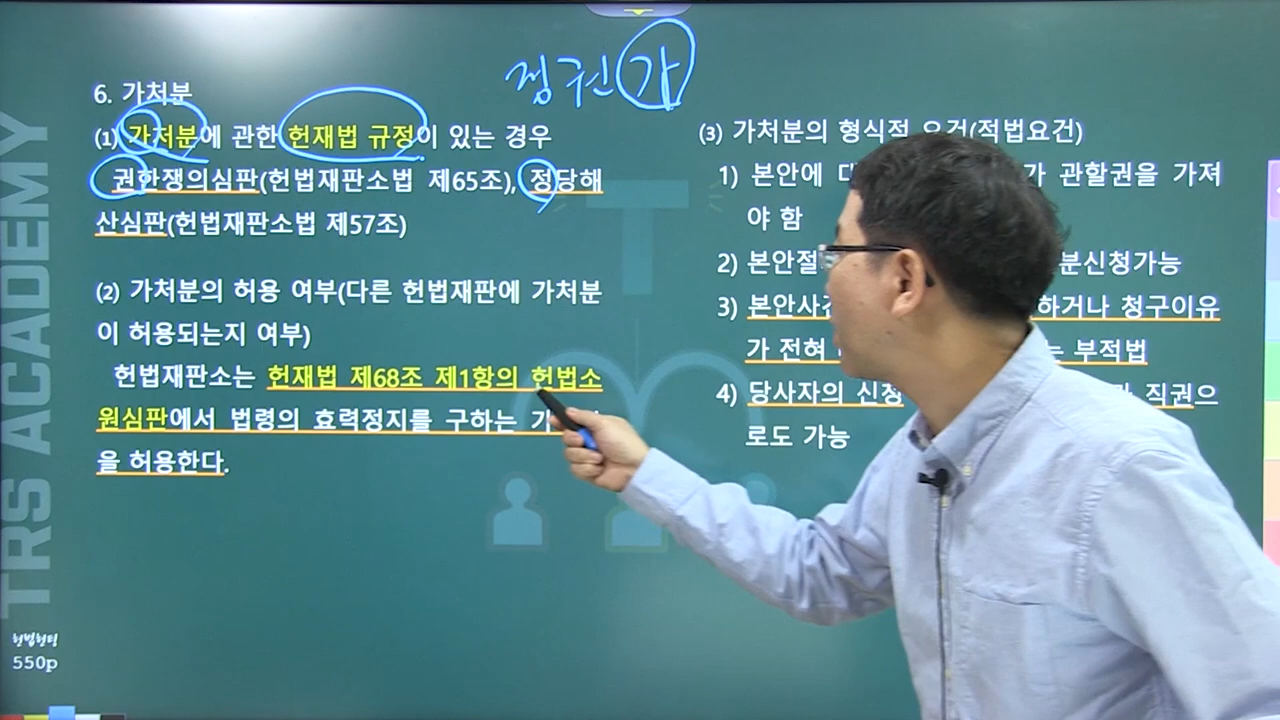 정권가
6. 가처분
(1) 가처분에 관한 헌재법 규정이 있는 경우
권한쟁의심판(헌법재판소법 제65조), 정당해
산심판(헌법재판소법 제57조)
(2) 가처분의 허용 여부(다른 헌법재판에 가처분
이 허용되는지 여부)
헌법재판소는 헌재법 제68조 제1항의 헌법소
원심판에서 법령의 효력정지를 구하는
을 허용한다.
(3) 가처분의 형식적 요건(적법요건)
1) 본안에 가 관할권을 가져
야 함
2) 본안절 분신청가능
3) 본안사건 하거나 청구이유
가 전혀 는 부적법
4) 당사자의 신청 직권으
로도 가능
TRS ACADEMY
헌법헌팅
550p